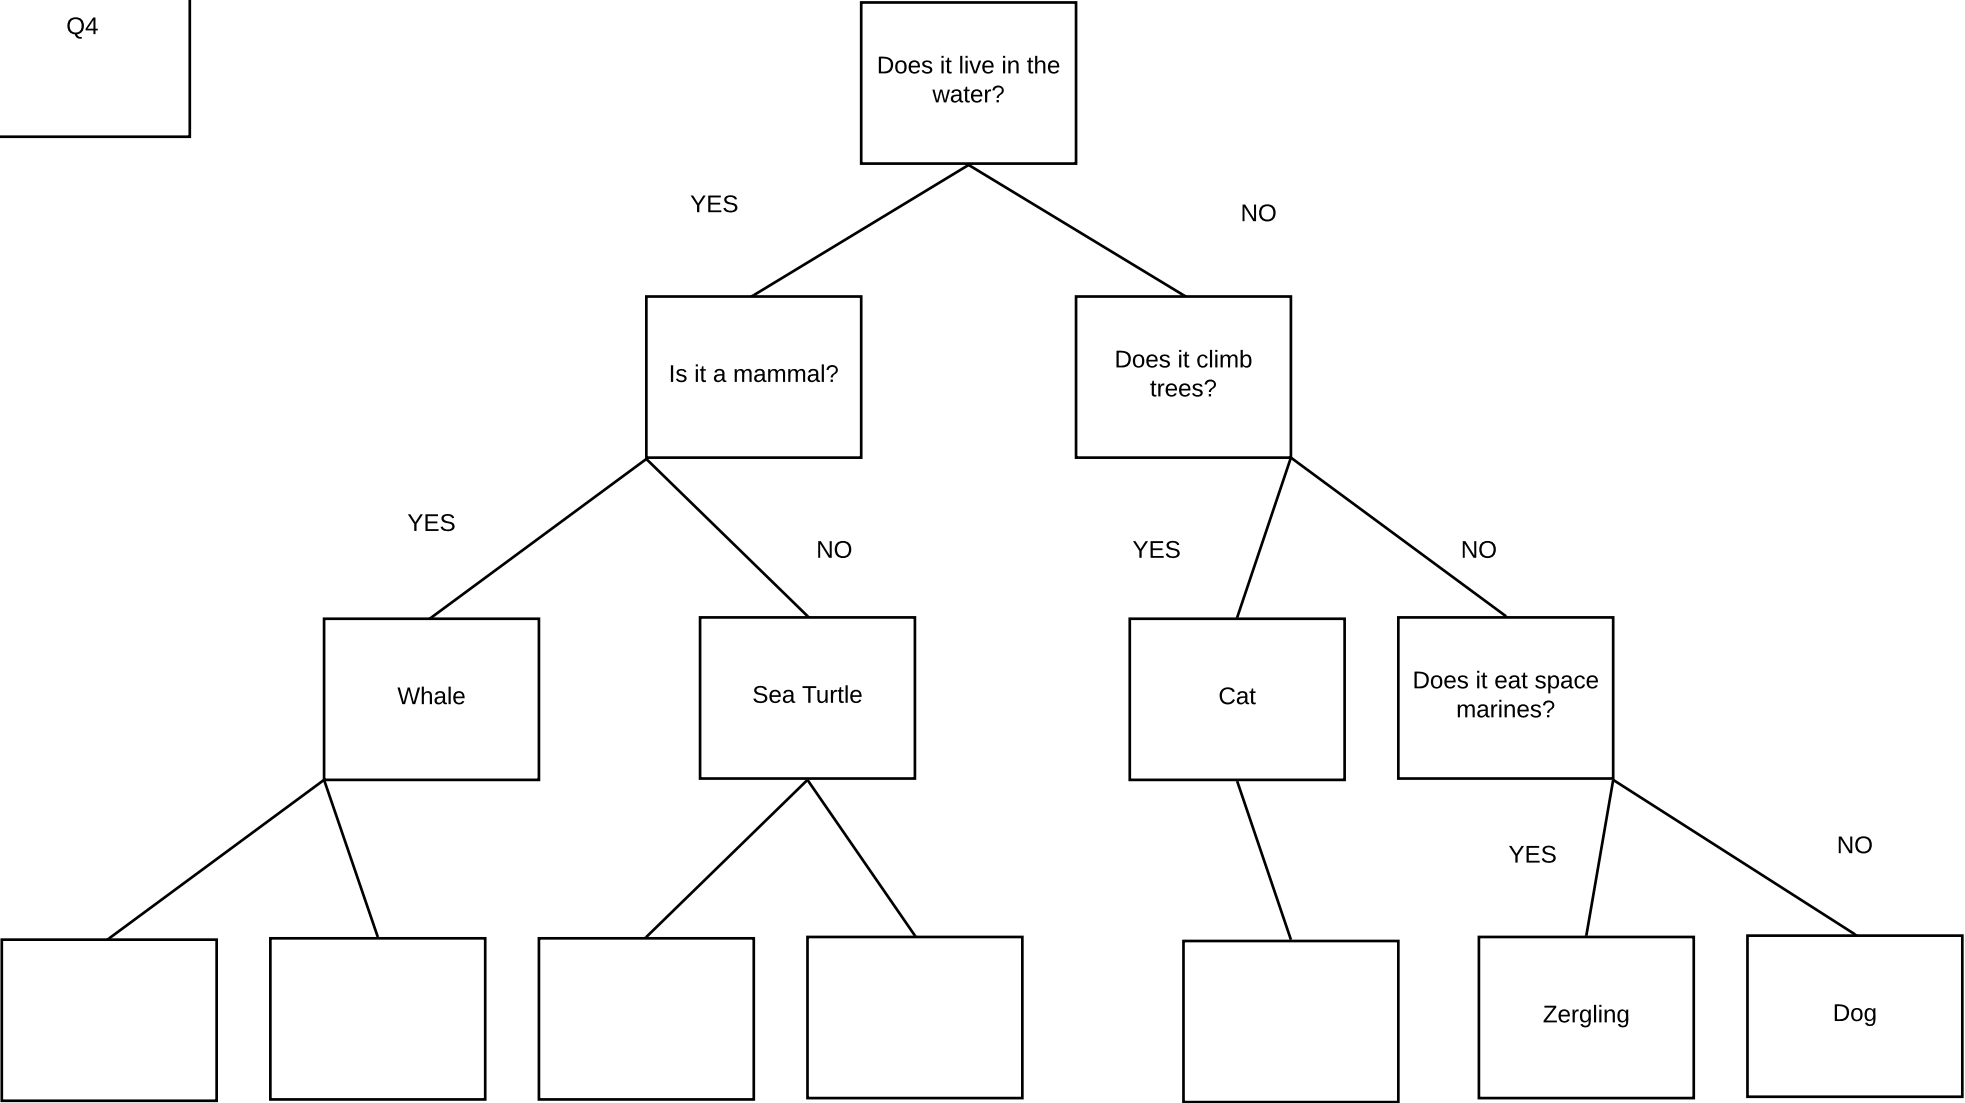 Q4
Does it live in the
water?
YES
NO
Is it a mammal?
Does it climb
trees?
YES
NO
YES
NO
Whale
Sea Turtle
Cat
Does it eat space
marines?
YES
NO
Zergling
Dog